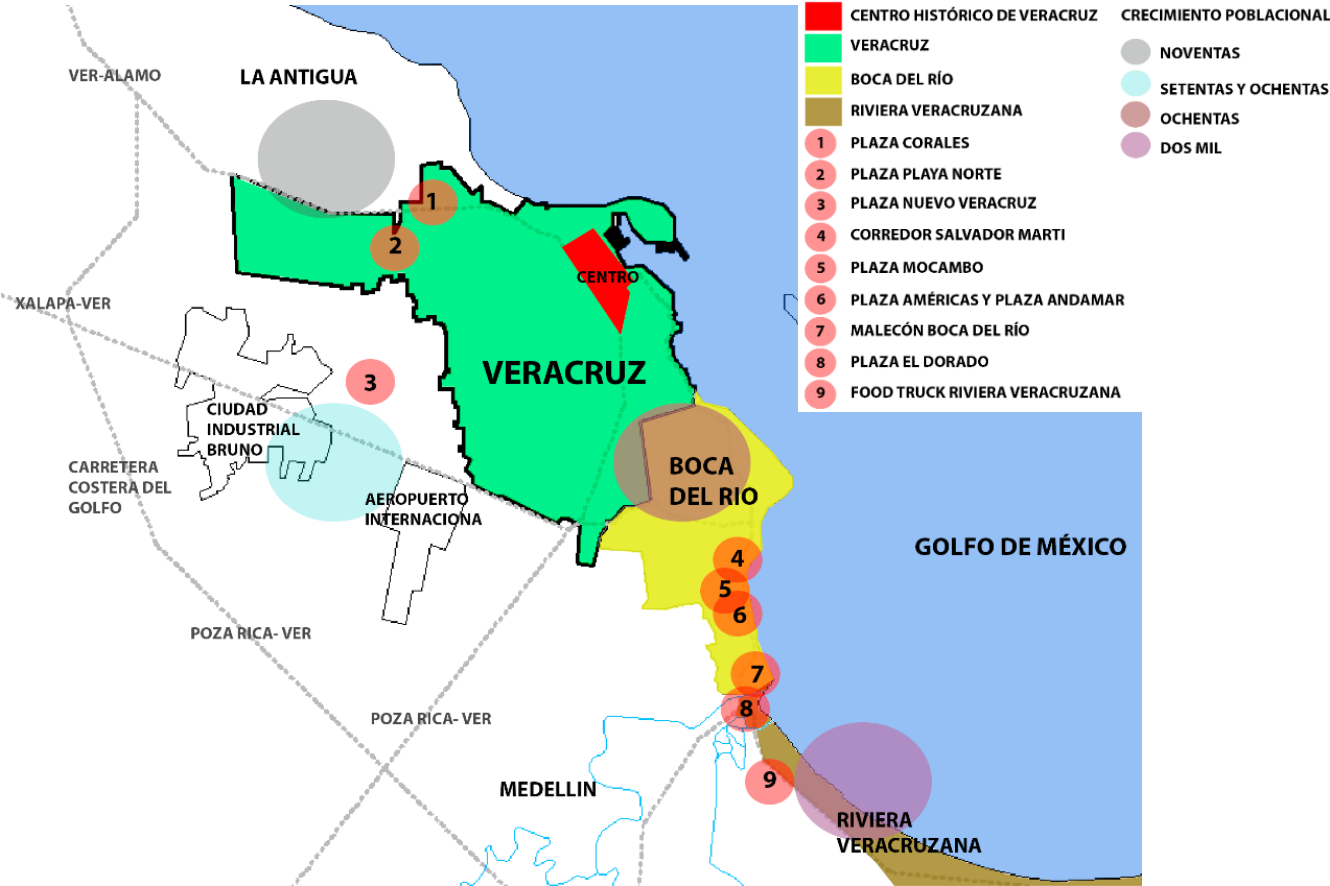 VER-ALAMO
LA ANTIGUA
1
2
CENTRO
XALAPA-VER
VERACRUZ
3
CIUDAD
INDUSTRIAL
BRUNO
CARRETERA
COSTERA DEL
GOLFO
AEROPUERTO
INTERNACIONA
BOCA
DEL RIO
GOLFO DE MÉXICO
4
5
6
POZA RICA- VER
7
8
POZA RICA- VER
MEDELLIN
9
RIVIERA
VERACRUZANA
CENTRO HISTÓRICO DE VERACRUZ
VERACRUZ
BOCA DEL RÍO
RIVIERA VERACRUZANA
1 PLAZA CORALES
2 PLAZA PLAYA NORTE
3 PLAZA NUEVO VERACRUZ
4 CORREDOR SALVADOR MARTI
5 PLAZA MOCAMBO
6 PLAZA AMÉRICAS Y PLAZA ANDAMAR
7 MALECÓN BOCA DEL RÍO
8 PLAZA EL DORADO
9 FOOD TRUCK RIVIERA VERACRUZANA
CRECIMIENTO POBLACIONAL
NOVENTAS
SETENTAS Y OCHENTAS
OCHENTAS
DOS MIL